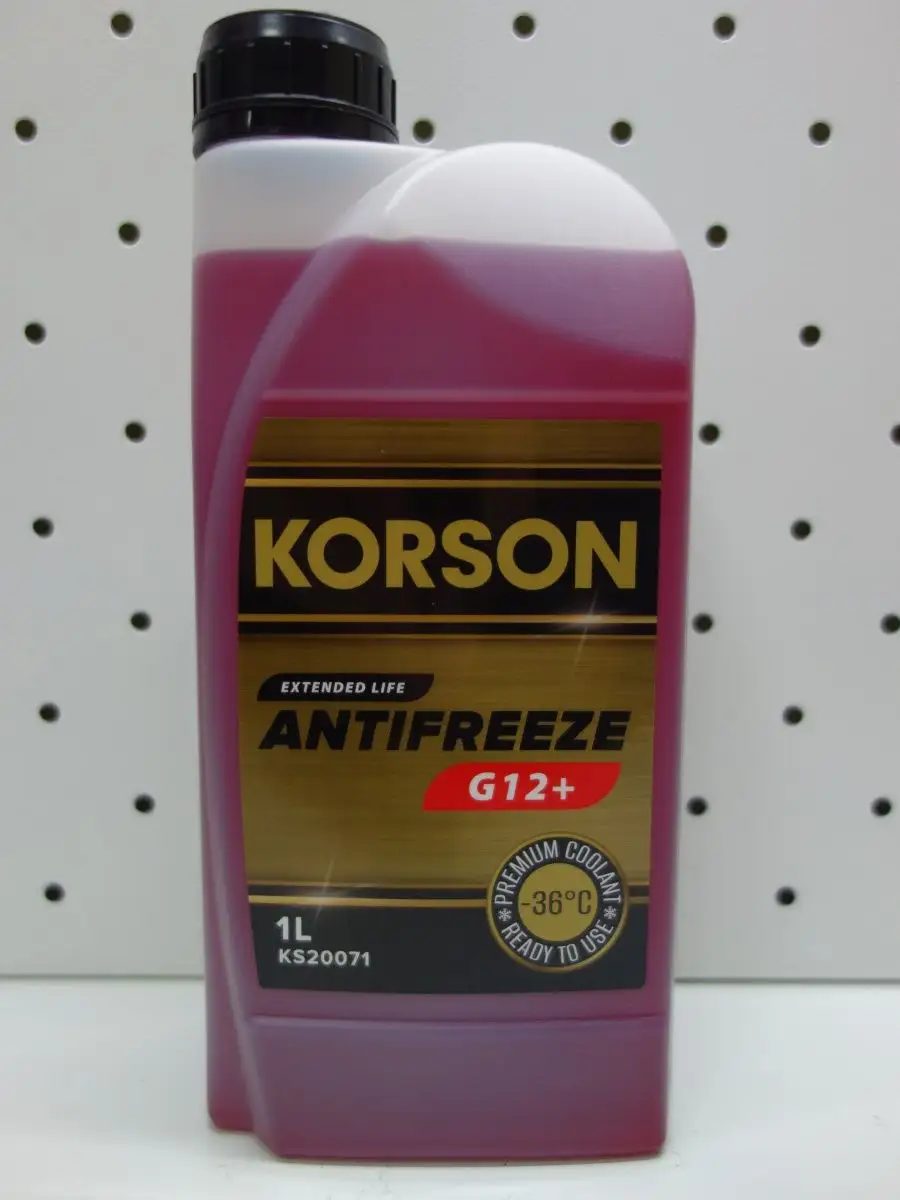 KORSON
EXTENDED LIFE
ANTIFREEZE
G12+
PREMIUM COOLANT
-36°C
READY TO USE
1L
KS20071